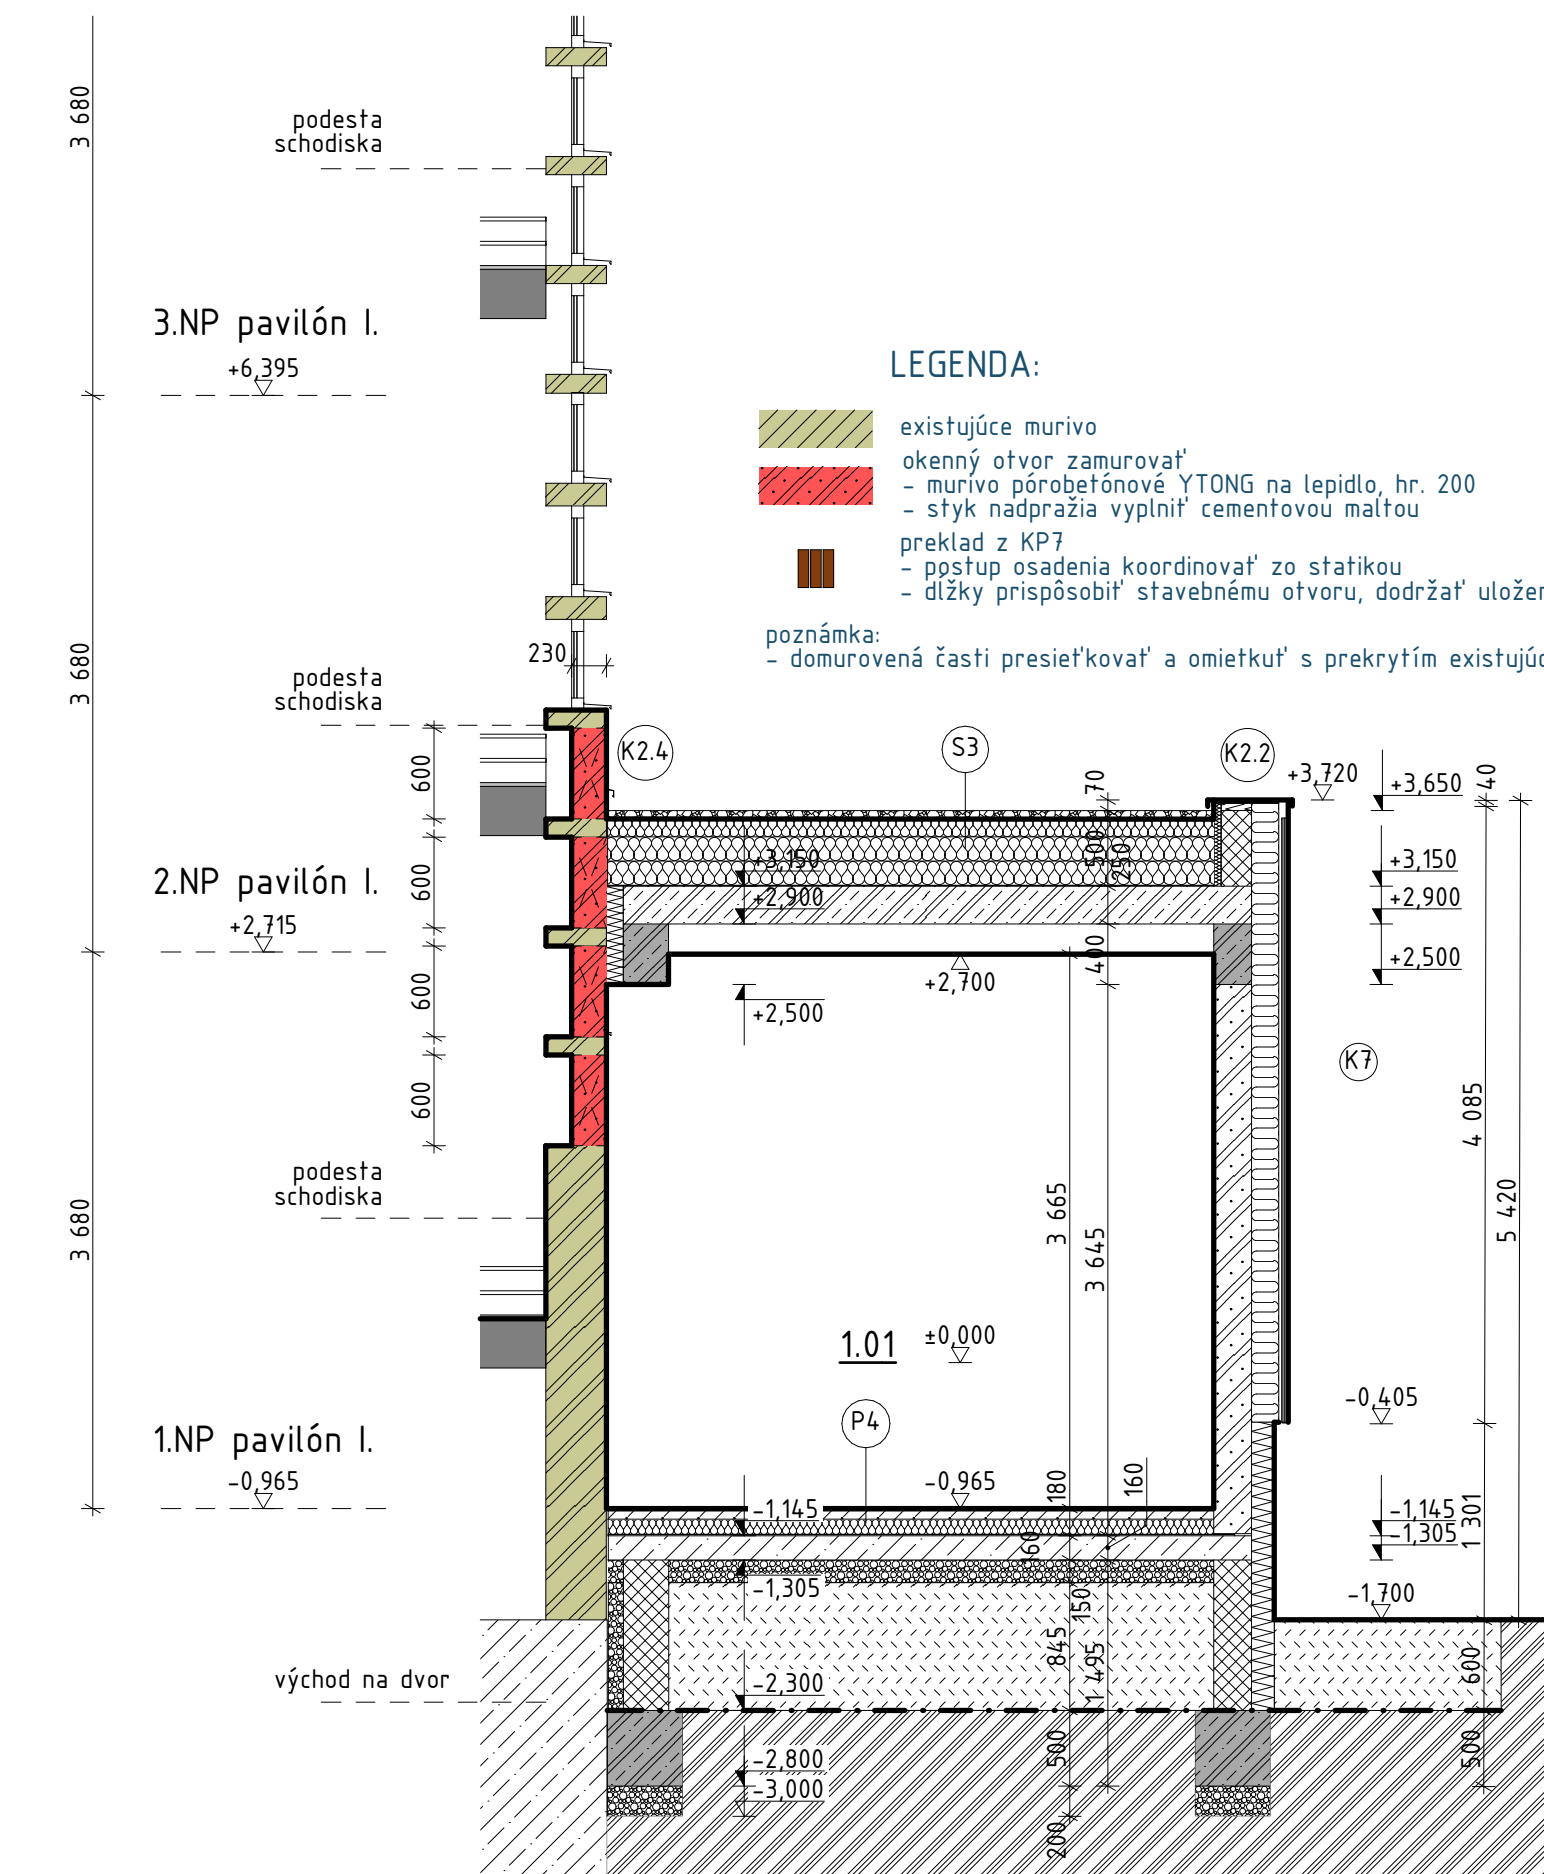 3 680
podesta
schodiska
3.NP pavilón I.
+6,395
LEGENDA:
existujúce murivo
okenný otvor zamurovať
- murivo pórobetónové YTONG na lepidlo, hr. 200
- styk nadpražia vyplniť cementovou maltou
preklad z KP7
- postup osadenia koordinovať zo statikou
- dĺžky prispôsobiť stavebnému otvoru, dodržať
poznámka:
- domurovená časti presieťkovať a omietkuť s prekrytím
230
3 680
podesta
schodiska
K2.4
S3
K2.2
+3,720
+3,650
40
70
600
500
250
+3,150
+3,150
2.NP pavilón I.
+2,715
600
+2,900
+2,900
400
+2,500
+2,700
+2,500
600
K7
600
4 085
podesta
schodiska
3 680
3 665
3 645
5 420
1.01
±0,000
P4
-0,405
1.NP pavilón I.
-0,965
-0,965
180
160
-1,145
-1,145
-1,305
1 301
160
-1,305
150
-1,700
845
1 495
600
východ na dvor
-2,300
500
500
-2,800
-3,000
200